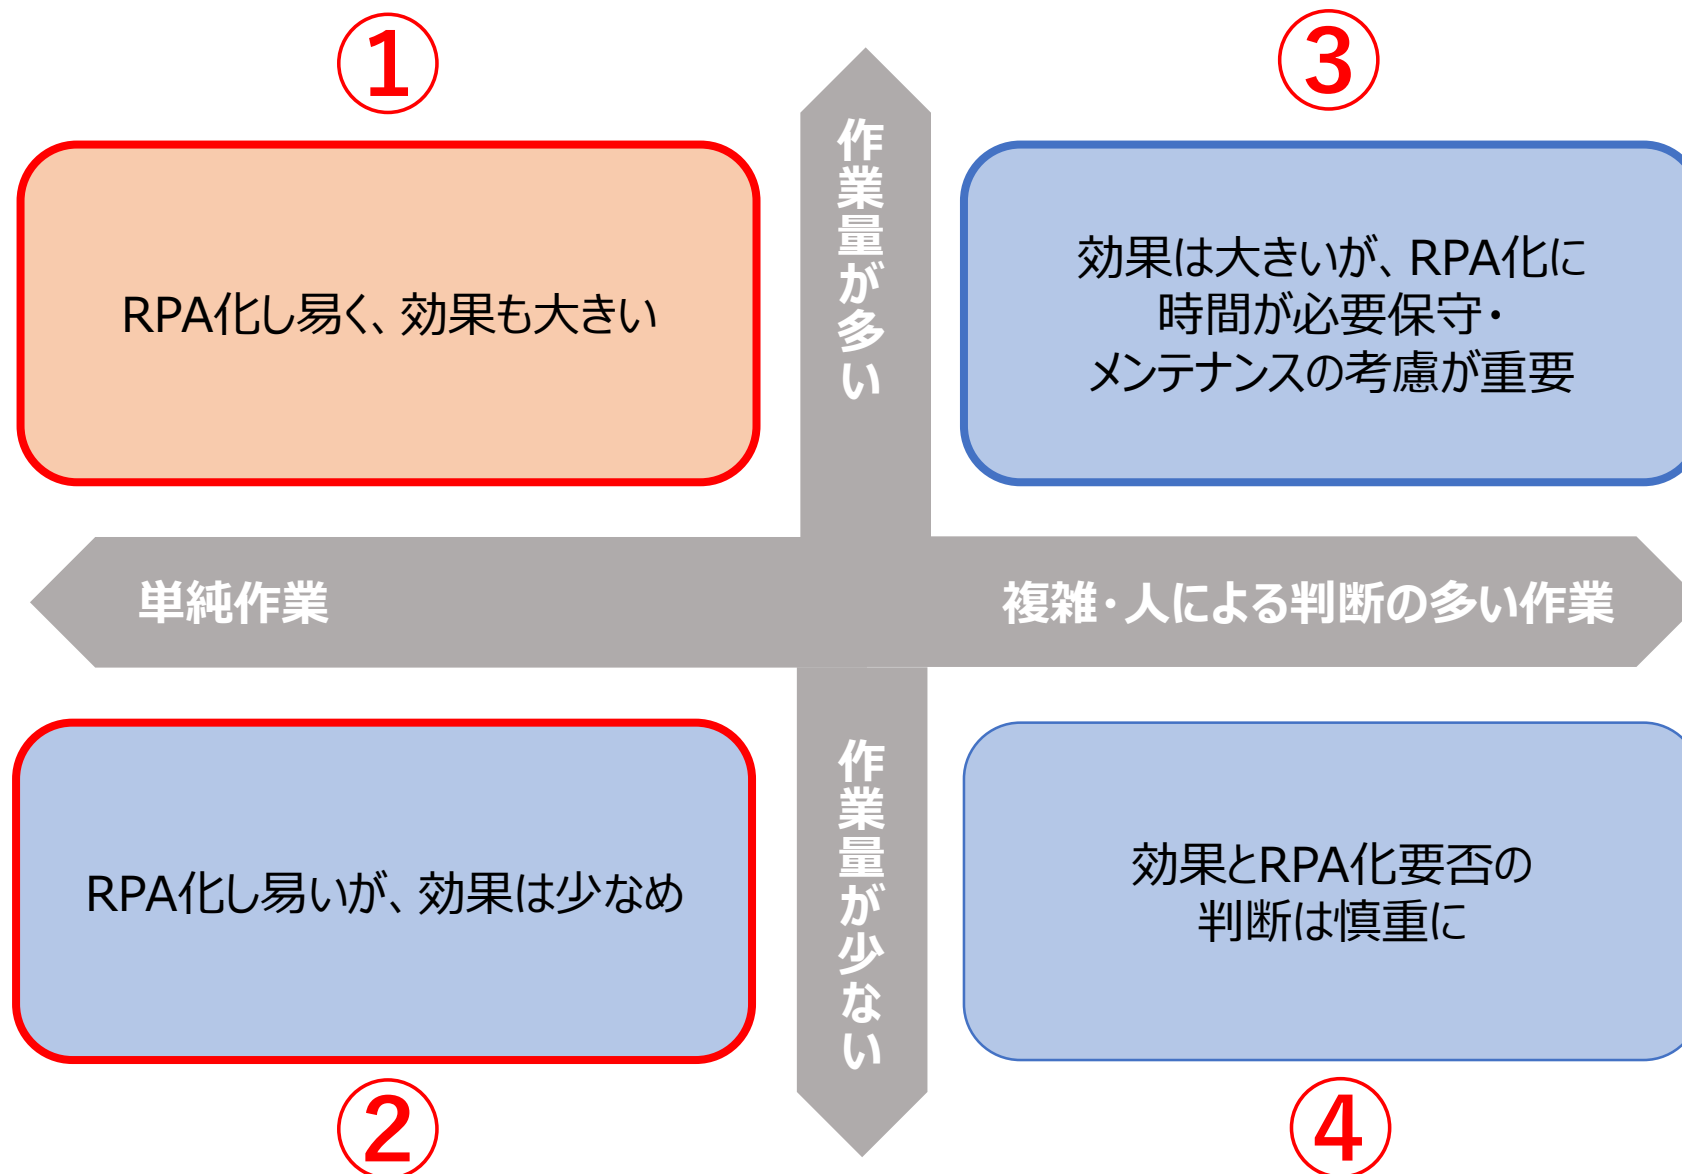 ①
③
作業量が多い
RPA化し易く、効果も大きい
効果は大きいが、RPA化に
時間が必要保守・
メンテナンスの考慮が重要
単純作業
複雑・人による判断の多い作業
作業量が少ない
RPA化し易いが、効果は少なめ
効果とRPA化要否の
判断は慎重に
②
④